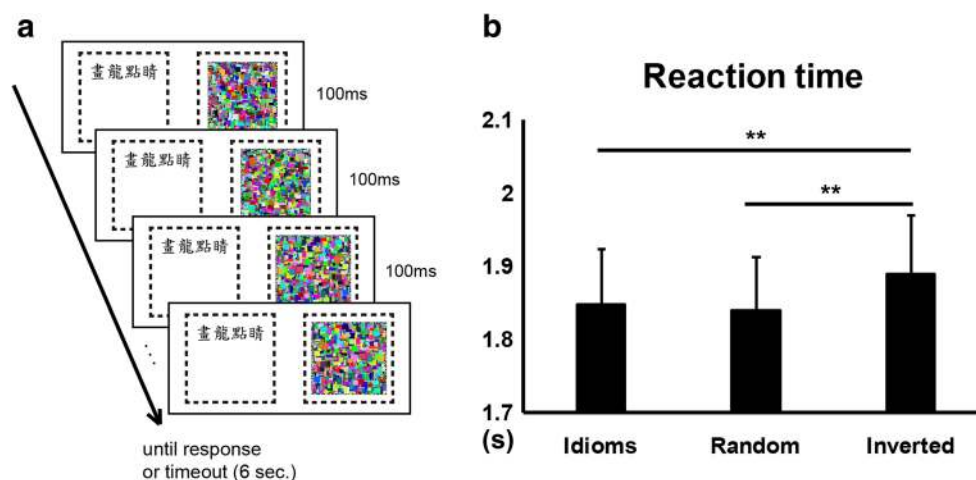 a
畫龍點睛
100ms
畫龍點睛
100ms
畫龍點睛
100ms
畫龍點睛
until response
or timeout (6 sec.)
b
Reaction time
2.1
**
2
**
1.9
1.8
1.7
(s)
Idioms
Random
Inverted